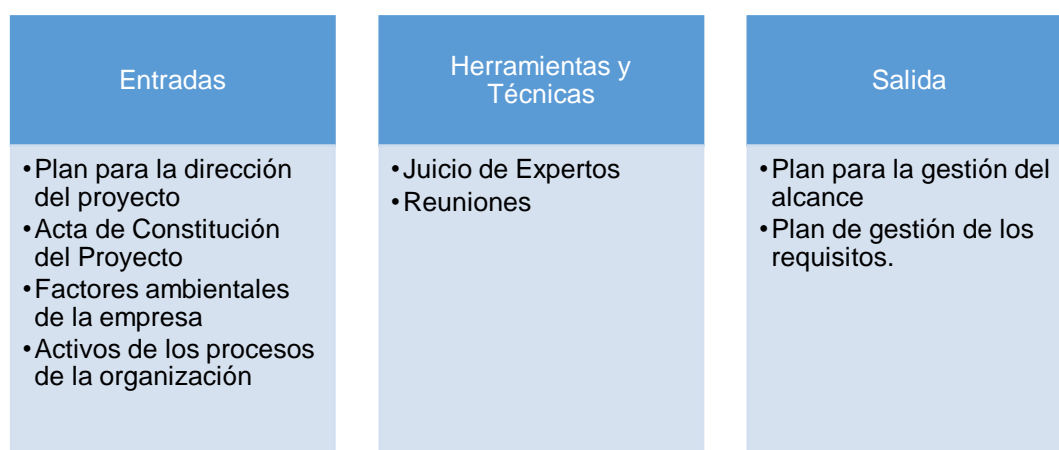 Entradas
•Plan para la dirección
del proyecto
•Acta de Constitución
del Proyecto
•Factores ambientales
de la empresa
•Activos de los procesos
de la organización
Herramientas y
Técnicas
•Juicio de Expertos
•Reuniones
Salida
•Plan para la gestión del
alcance
•Plan de gestión de los
requisitos.